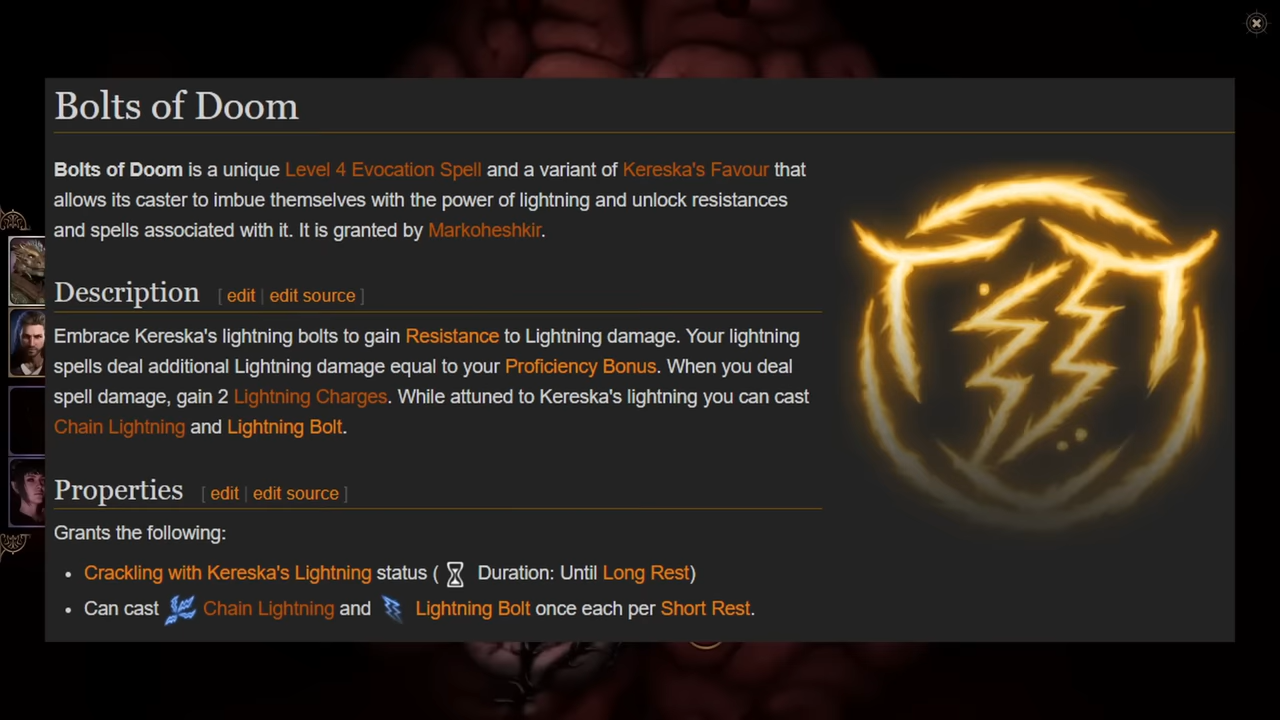 Bolts of Doom
Bolts of Doom is a unique Level 4 Evocation Spell and a variant of Kereska's Favour that
allows its caster to imbue themselves with the power of lightning and unlock resistances
and spells associated with it. It is granted by Markoheshkir.
Description [ edit | edit source ]
Embrace Kereska's lightning bolts to gain Resistance to Lightning damage. Your lightning
spells deal additional Lightning damage equal to your Proficiency Bonus. When you deal
spell damage, gain 2 Lightning Charges. While attuned to Kereska's lightning you can cast
Chain Lightning and Lightning Bolt.
Properties [ edit | edit source ]
Grants the following:
• Crackling with Kereska's Lightning status ( Duration: Until Long Rest)
• Can cast Chain Lightning and Lightning Bolt once each per Short Rest.